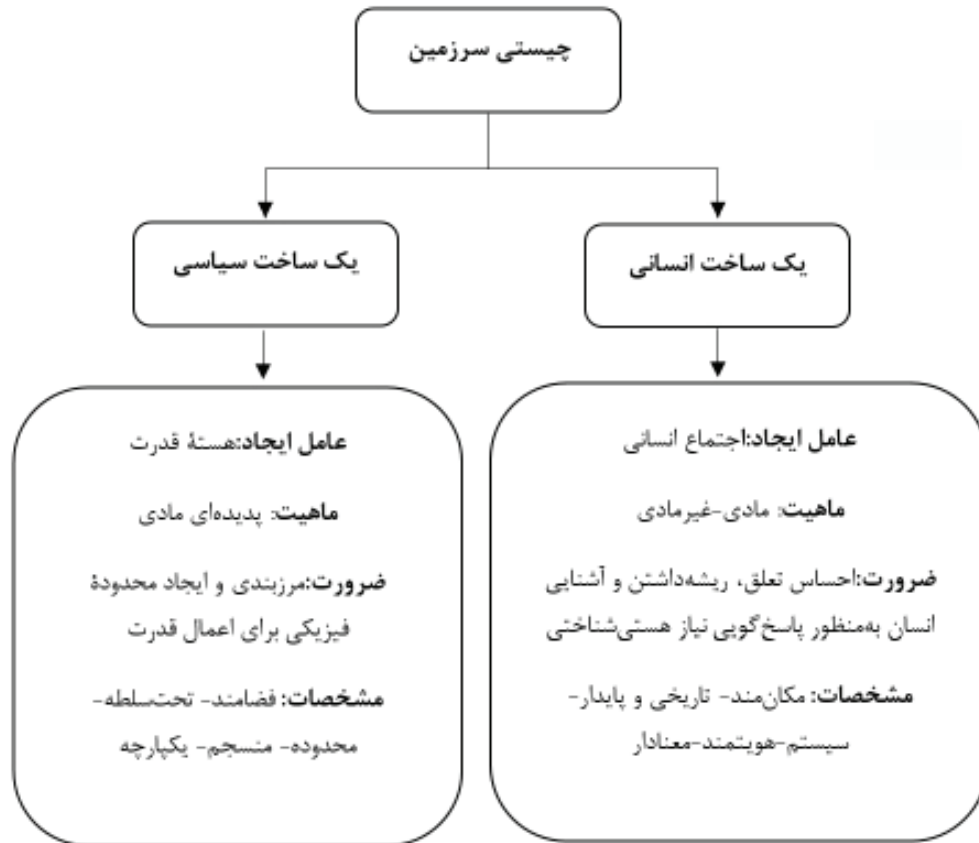 چیستی سرزمین
یک ساخت انسانی
یک ساخت سیاسی
عامل ایجاد:اجتماع انسانی
ماهیت: مادی-غیرمادی
ضرورت:احساس تعلق، ریشه‌داشتن و آشنایی
انسان به‌منظور پاسخ‌گویی نیاز هستی‌شناختی
مشخصات: مکان‌مند- تاریخی و پایدار-
سیستم-هویتمند-معنادار
عامل ایجاد:هستهٔ قدرت
ماهیت: پدیده‌ای مادی
ضرورت:مرزبندی و ایجاد محدودهٔ
فیزیکی برای اعمال قدرت
مشخصات: فضامند- تحت‌سلطه-
محدوده- منسجم- یکپارچه